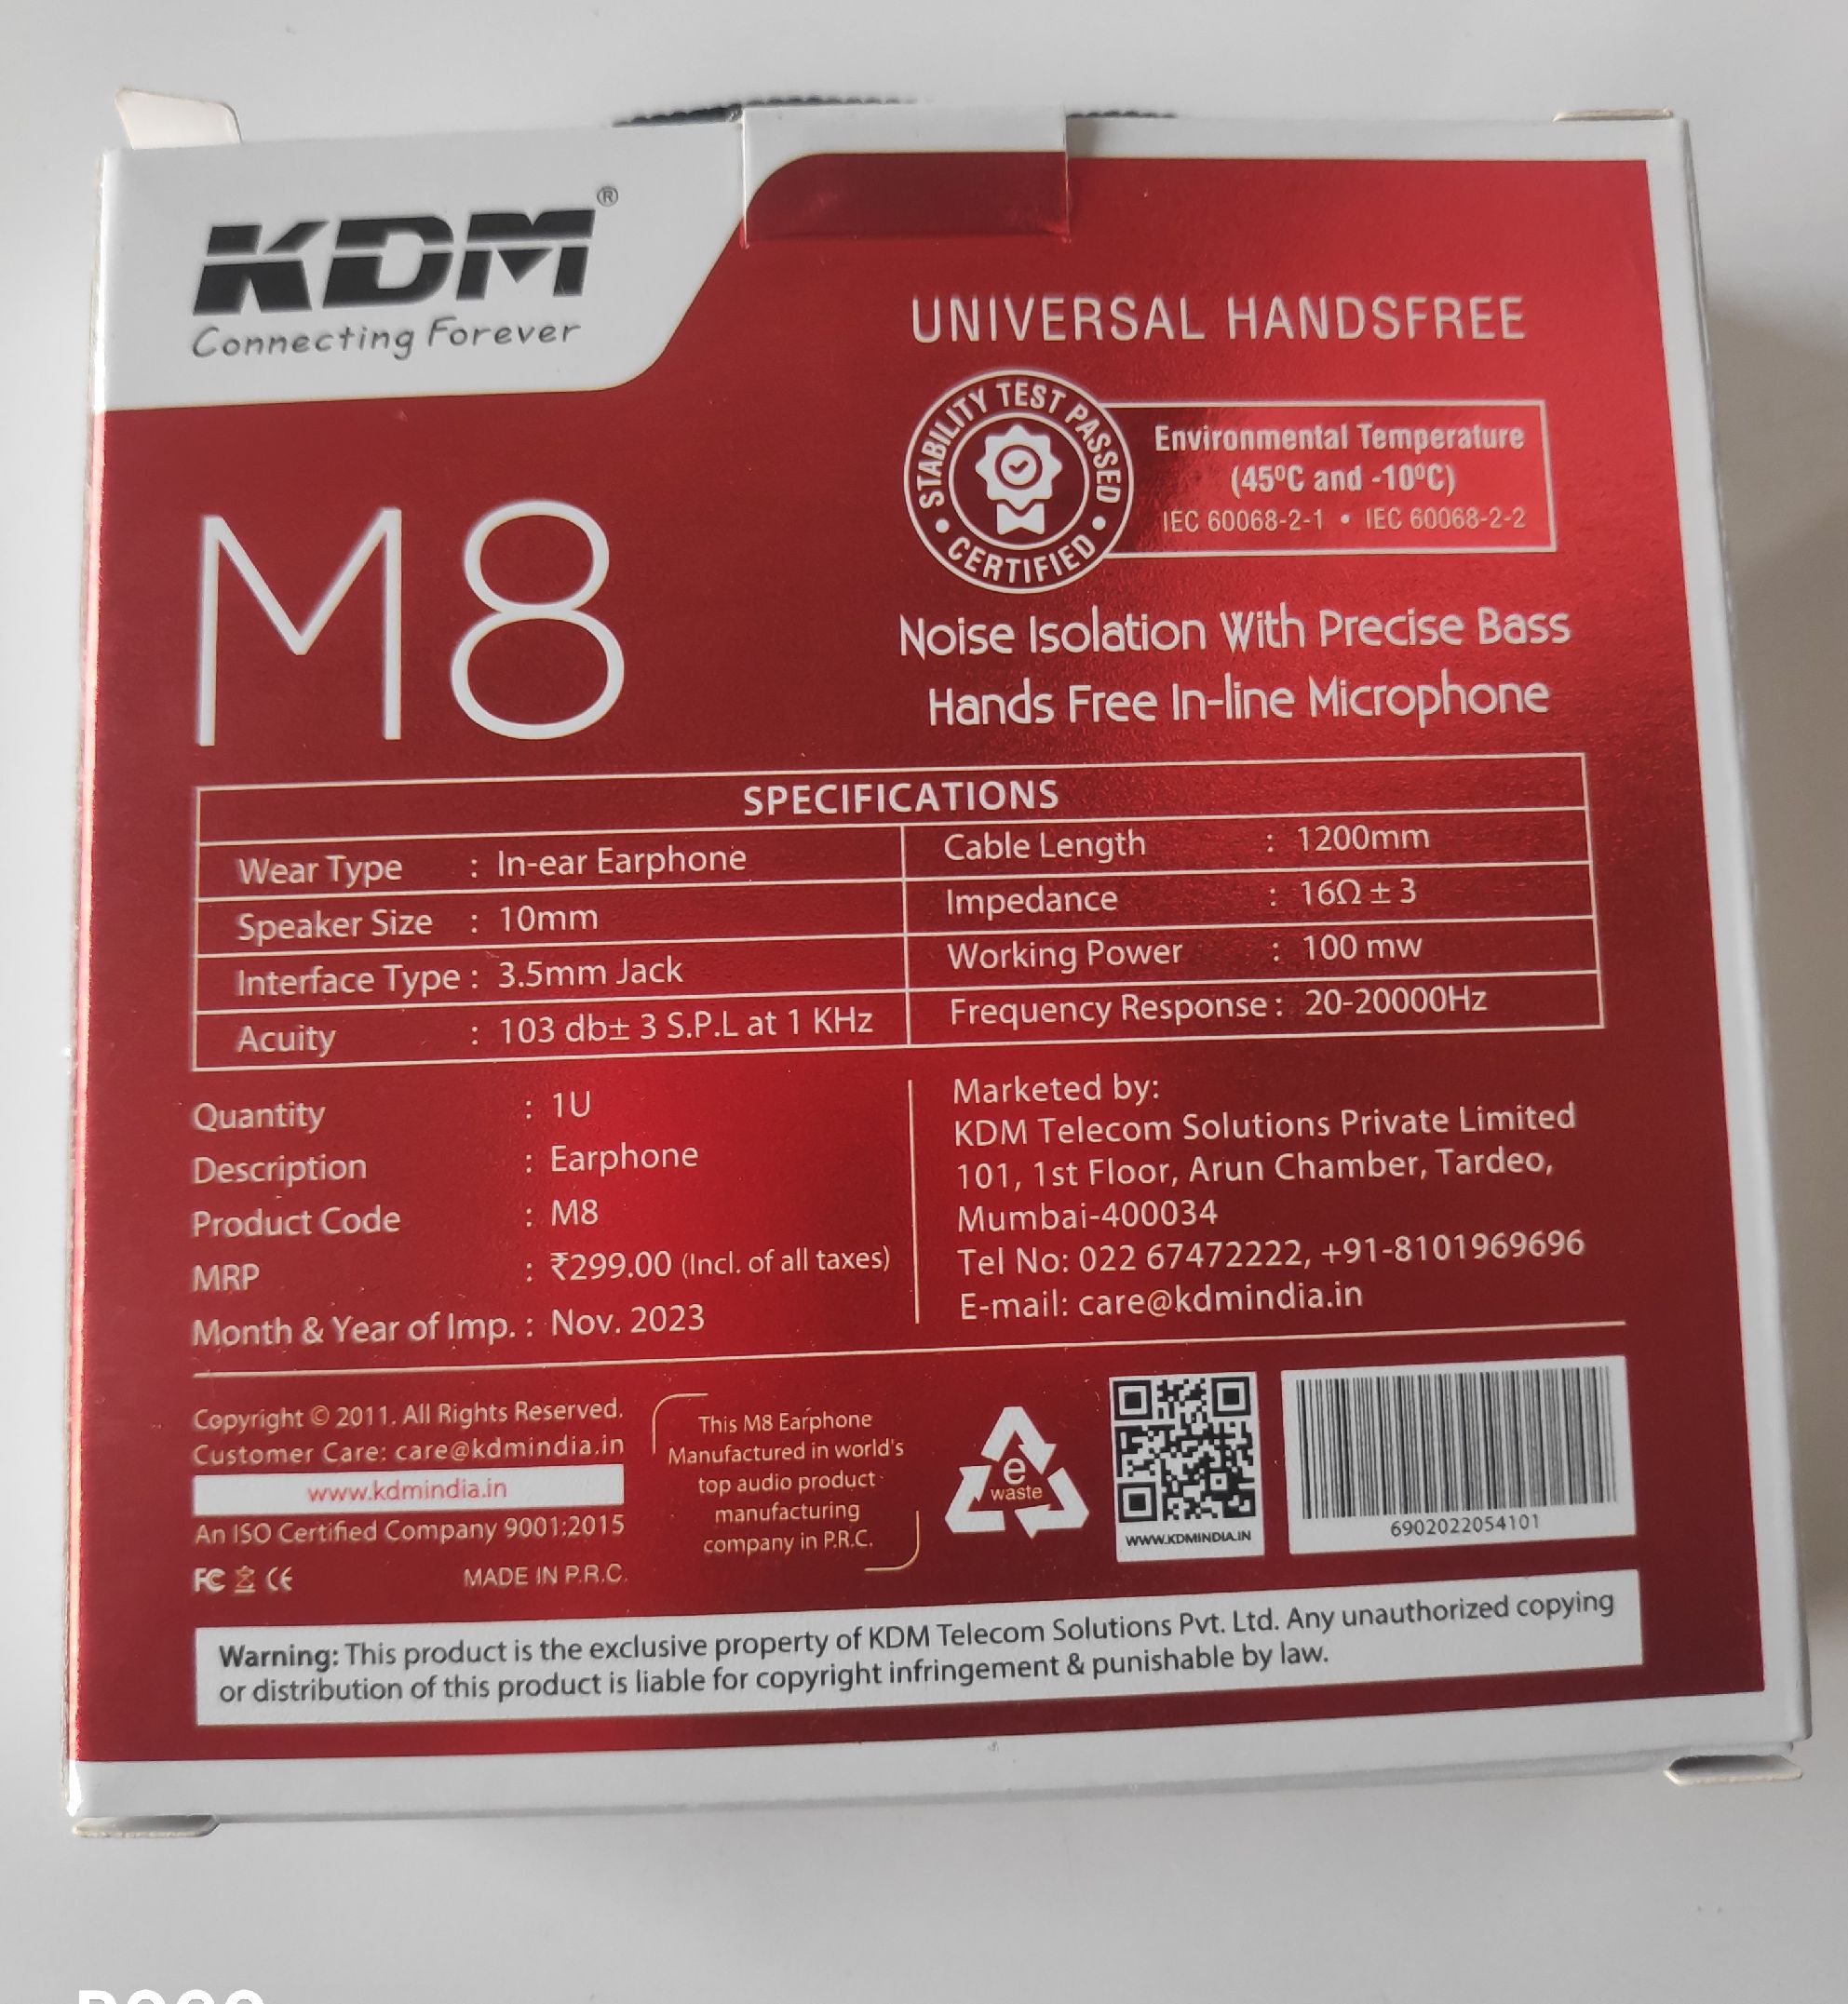 KDM®
Connecting Forever
UNIVERSAL HANDSFREE
STABILITY TEST PASSED
• CERTIFIED •
Environmental Temperature
(45ºC and -10ºC)
IEC 60068-2-1 • IEC 60068-2-2
M8
Noise Isolation With Precise Bass
Hands Free In-line Microphone
SPECIFICATIONS
Wear Type : In-ear Earphone
Speaker Size : 10mm
Interface Type : 3.5mm Jack
Acuity : 103 db± 3 S.P.L at 1 KHz
Cable Length : 1200mm
Impedance : 16Ω ± 3
Working Power : 100 mw
Frequency Response : 20-20000Hz
Quantity : 1U
Description : Earphone
Product Code : M8
MRP : ₹299.00 (Incl. of all taxes)
Month & Year of Imp. : Nov. 2023
Marketed by:
KDM Telecom Solutions Private Limited
101, 1st Floor, Arun Chamber, Tardeo,
Mumbai-400034
Tel No: 022 67472222, +91-8101969696
E-mail: care@kdmindia.in
Copyright © 2011. All Rights Reserved.
Customer Care: care@kdmindia.in
www.kdmindia.in
An ISO Certified Company 9001:2015
FC CE MADE IN P.R.C.
This M8 Earphone
Manufactured in world's
top audio product
manufacturing
company in P.R.C.
e
waste
WWW.KDMINDIA.IN
6902022054101
Warning: This product is the exclusive property of KDM Telecom Solutions Pvt. Ltd. Any unauthorized copying
or distribution of this product is liable for copyright infringement & punishable by law.